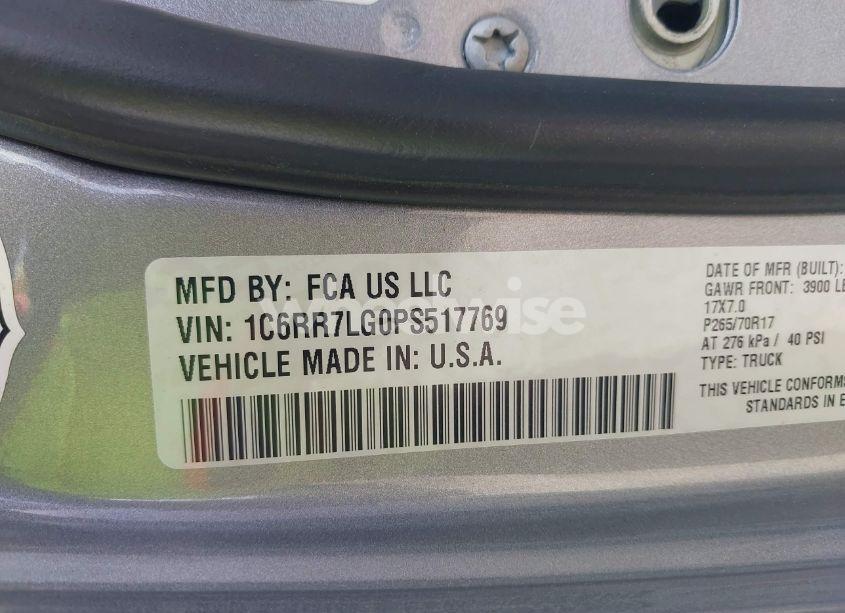 MFD BY: FCA US LLC
VIN: 1C6RR7LG0PS517769
VEHICLE MADE IN: U.S.A.
DATE OF MFR (BUILT):
GAWR FRONT: 3900 LB
17X7.0
P265/70R17
AT 276 kPa / 40 PSI
TYPE: TRUCK
THIS VEHICLE CONFORMS
STANDARDS IN E